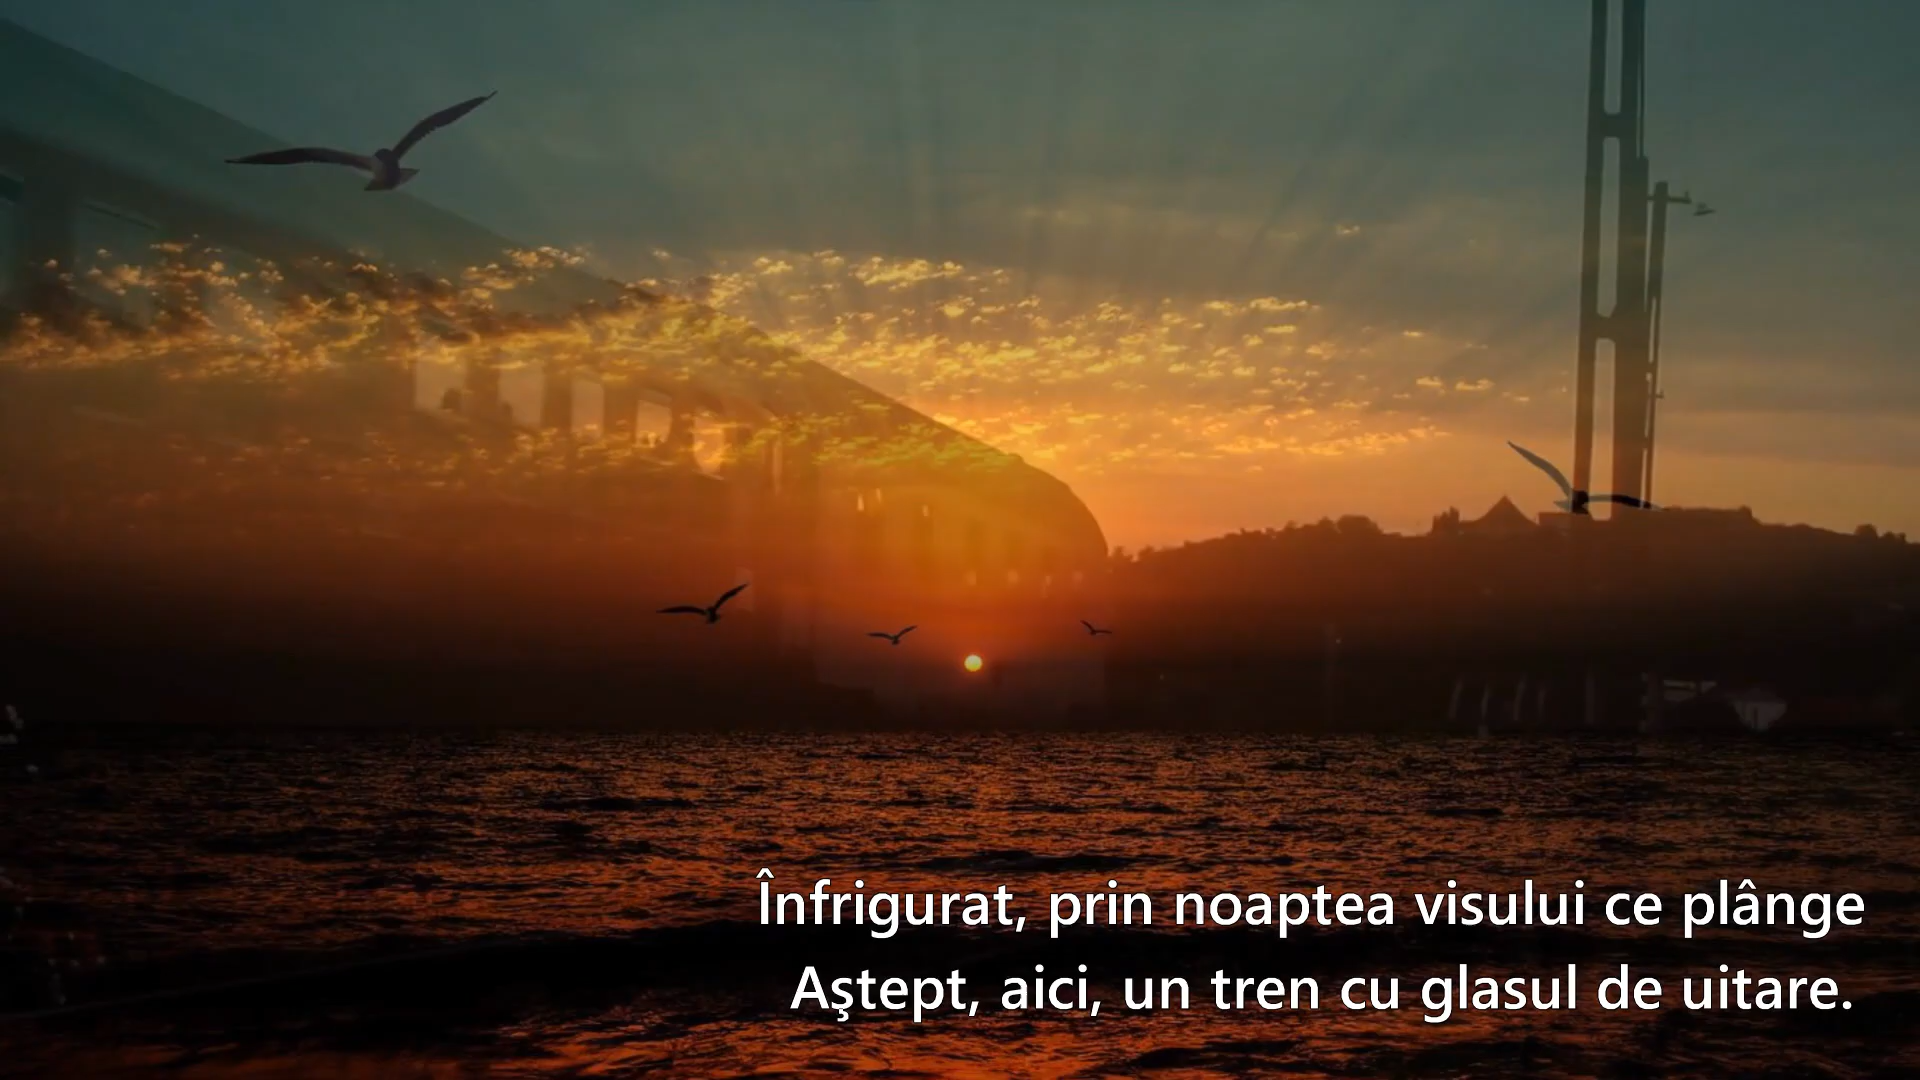 Înfrigurat, prin noaptea visului ce plânge
Aştept, aici, un tren cu glasul de uitare.